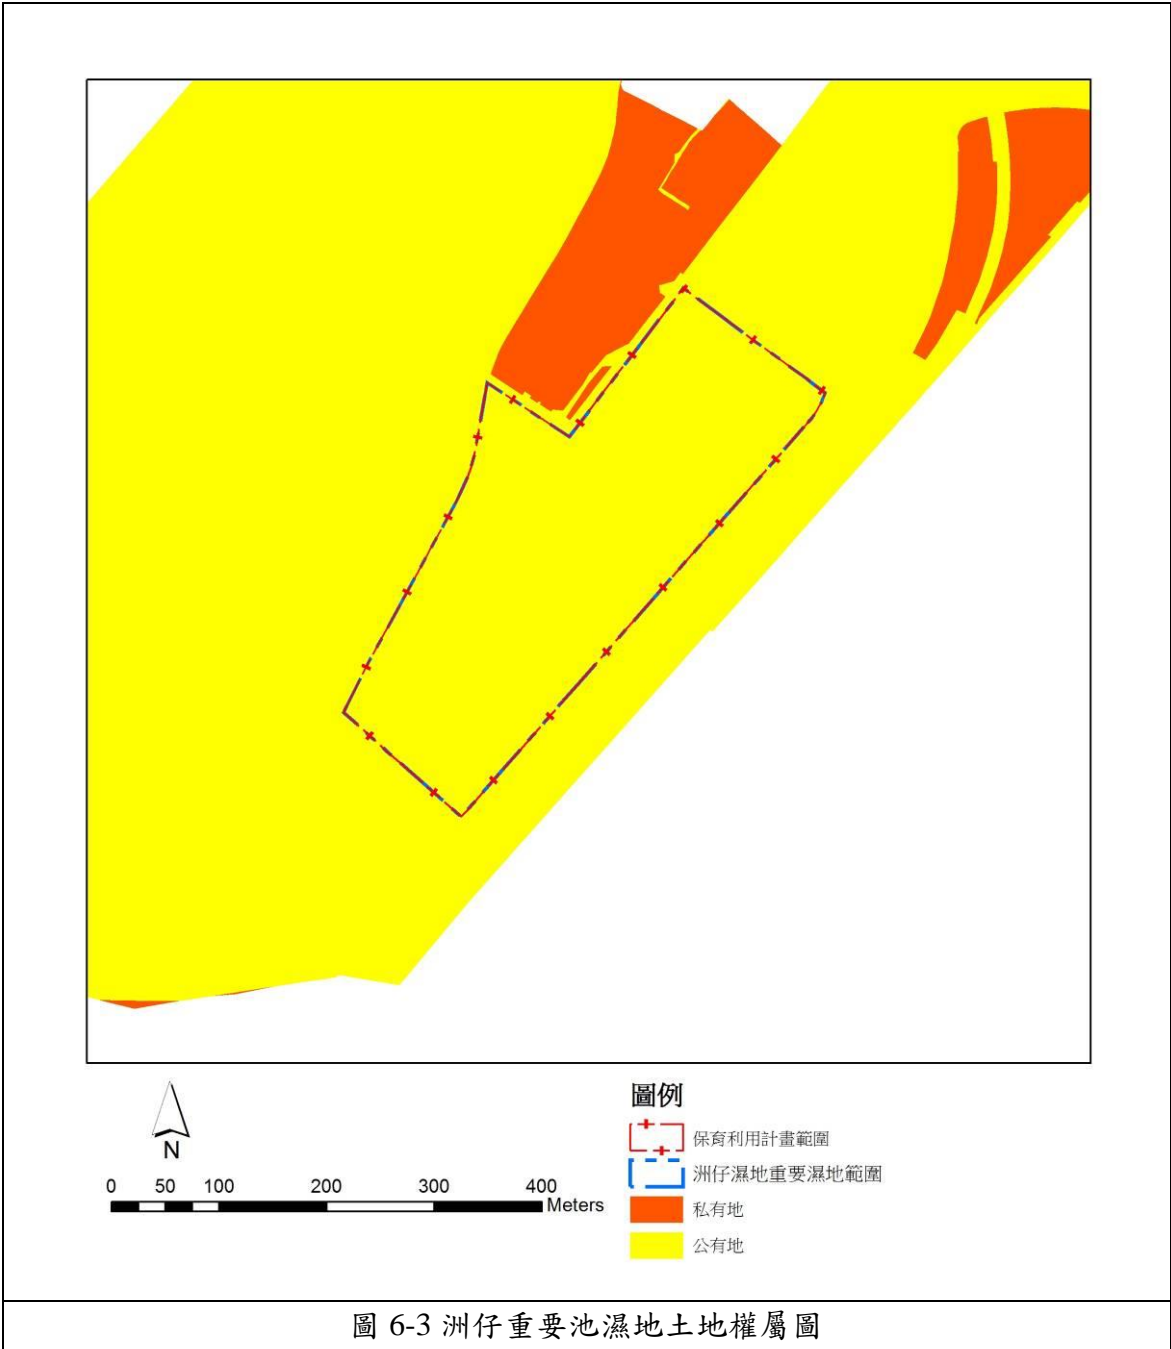 N
0 50 100 200 300 400
Meters
圖例
保育利用計畫範圍
洲仔濕地重要濕地範圍
私有地
公有地
圖 6-3 洲仔重要池濕地土地權屬圖